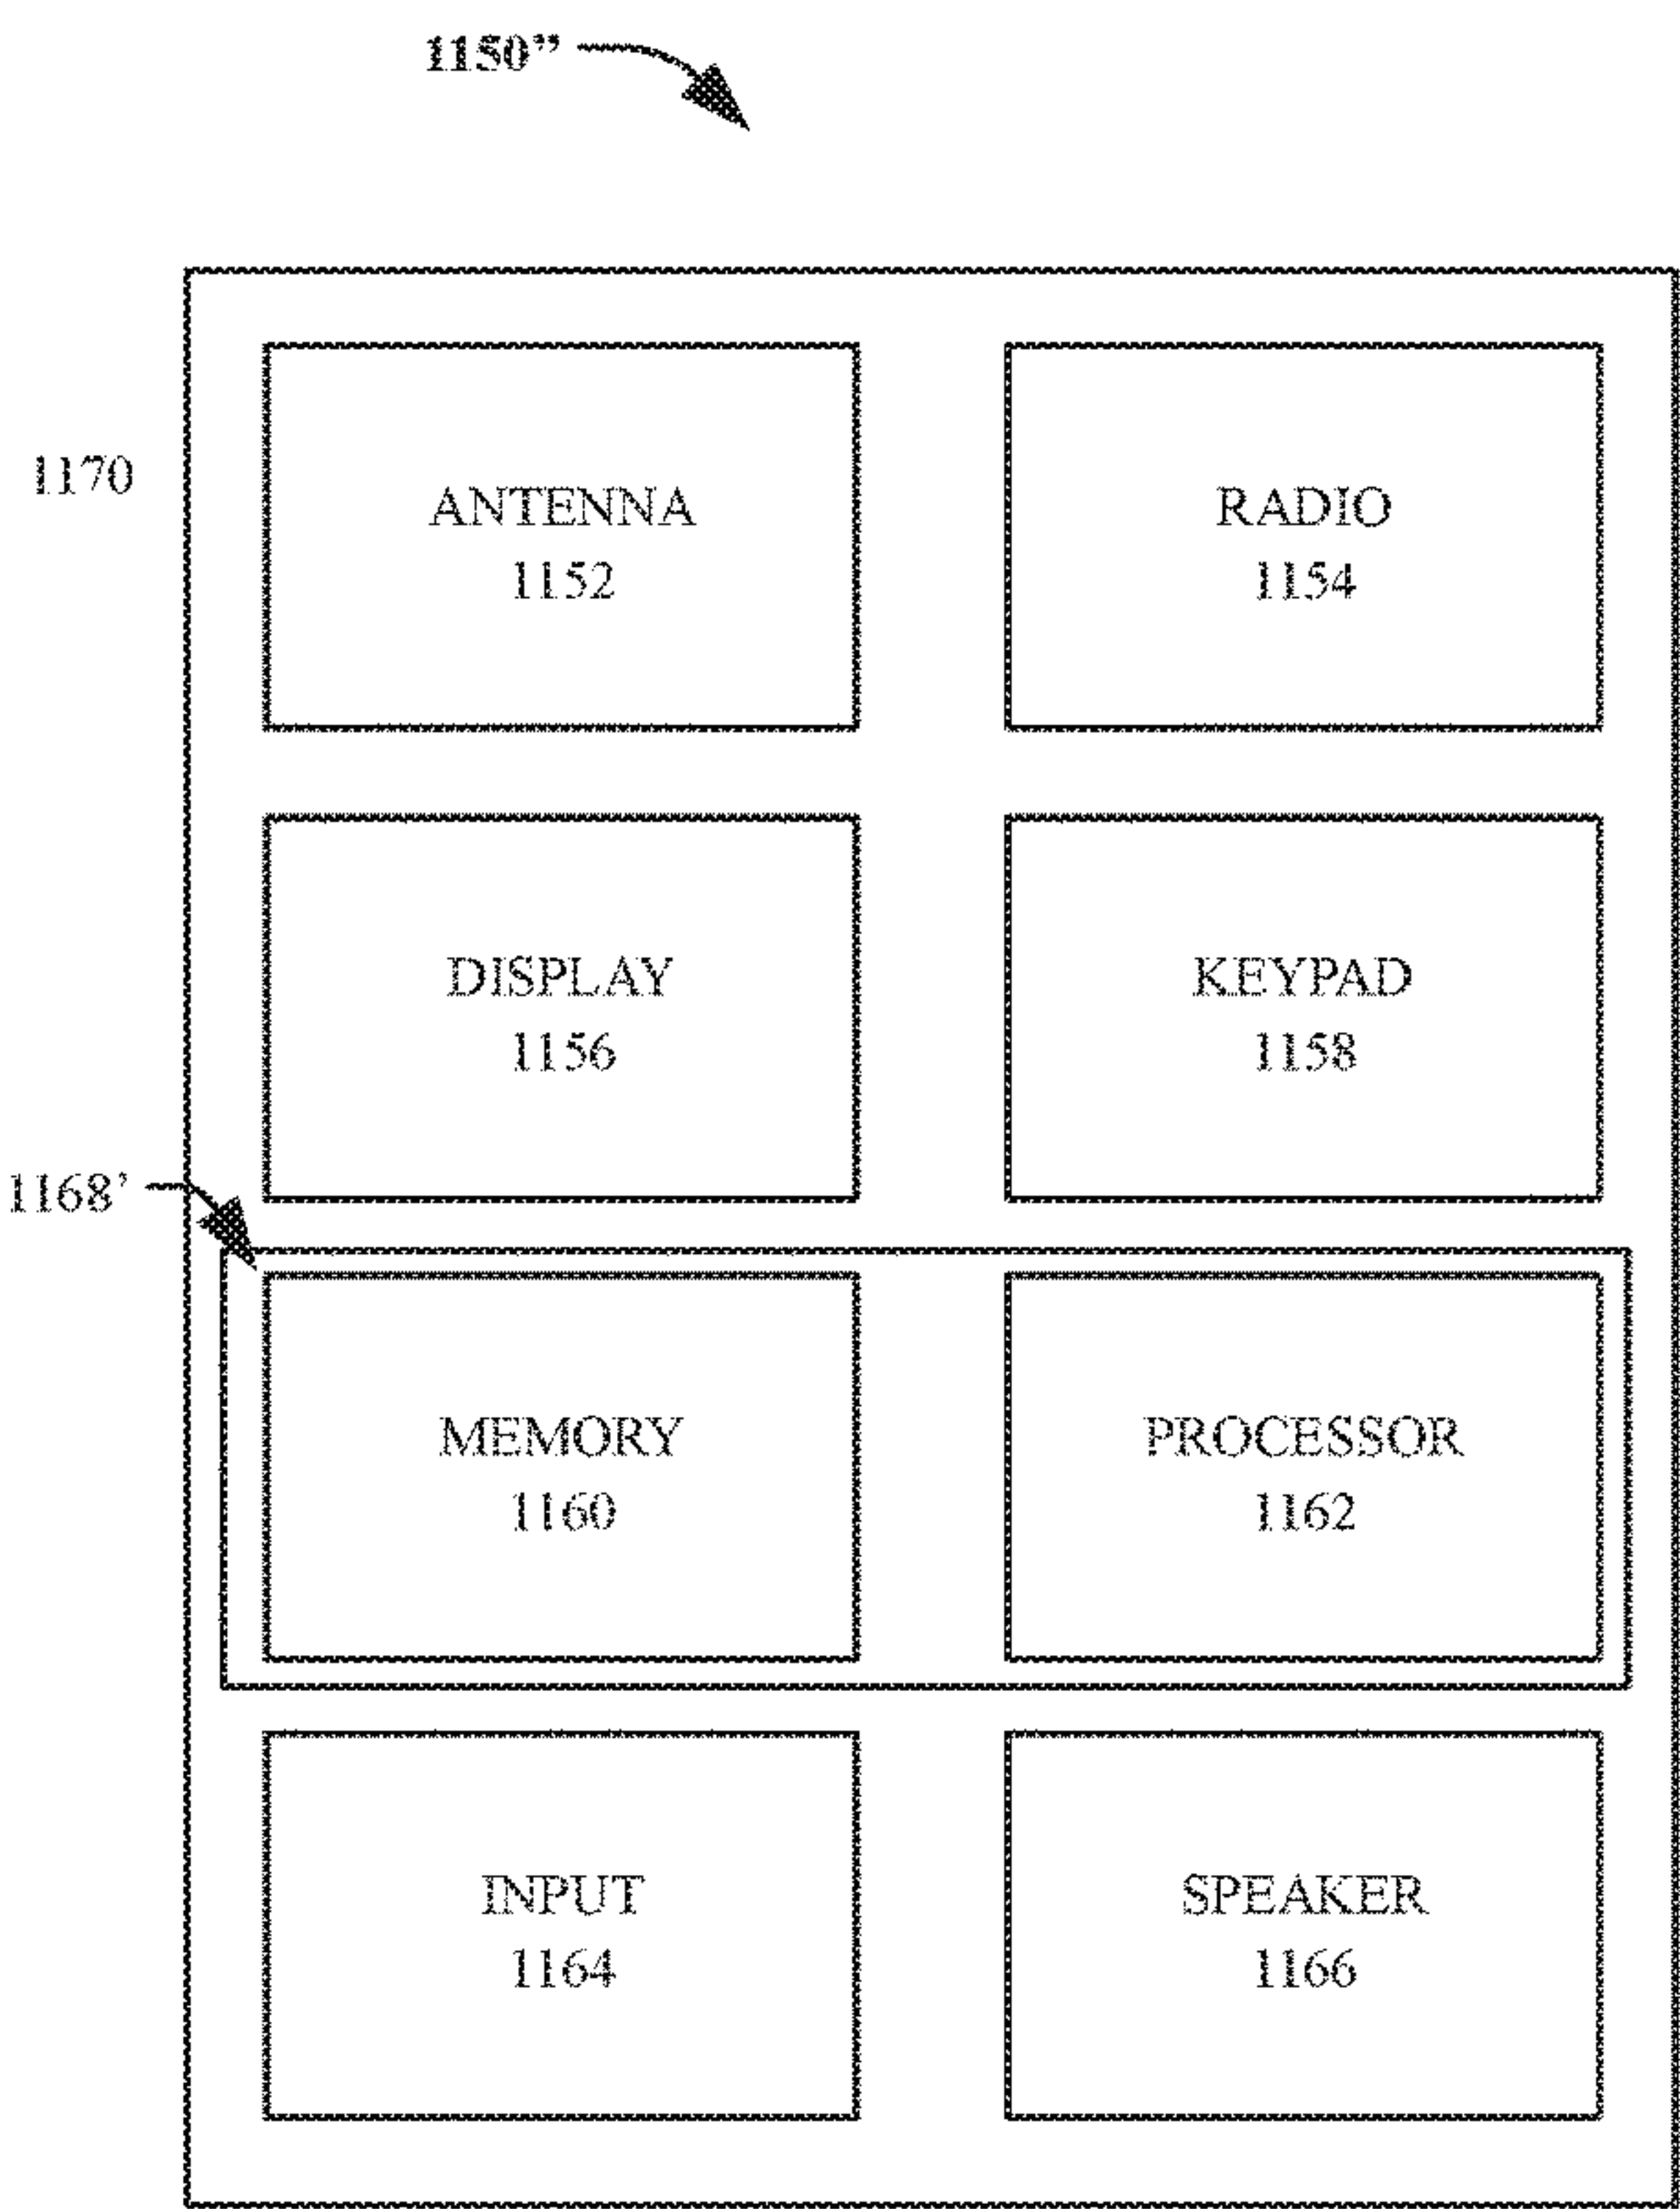 1150”
1170
ANTENNA
1152
RADIO
1154
DISPLAY
1156
KEYPAD
1158
1168’
MEMORY
1160
PROCESSOR
1162
INPUT
1164
SPEAKER
1166